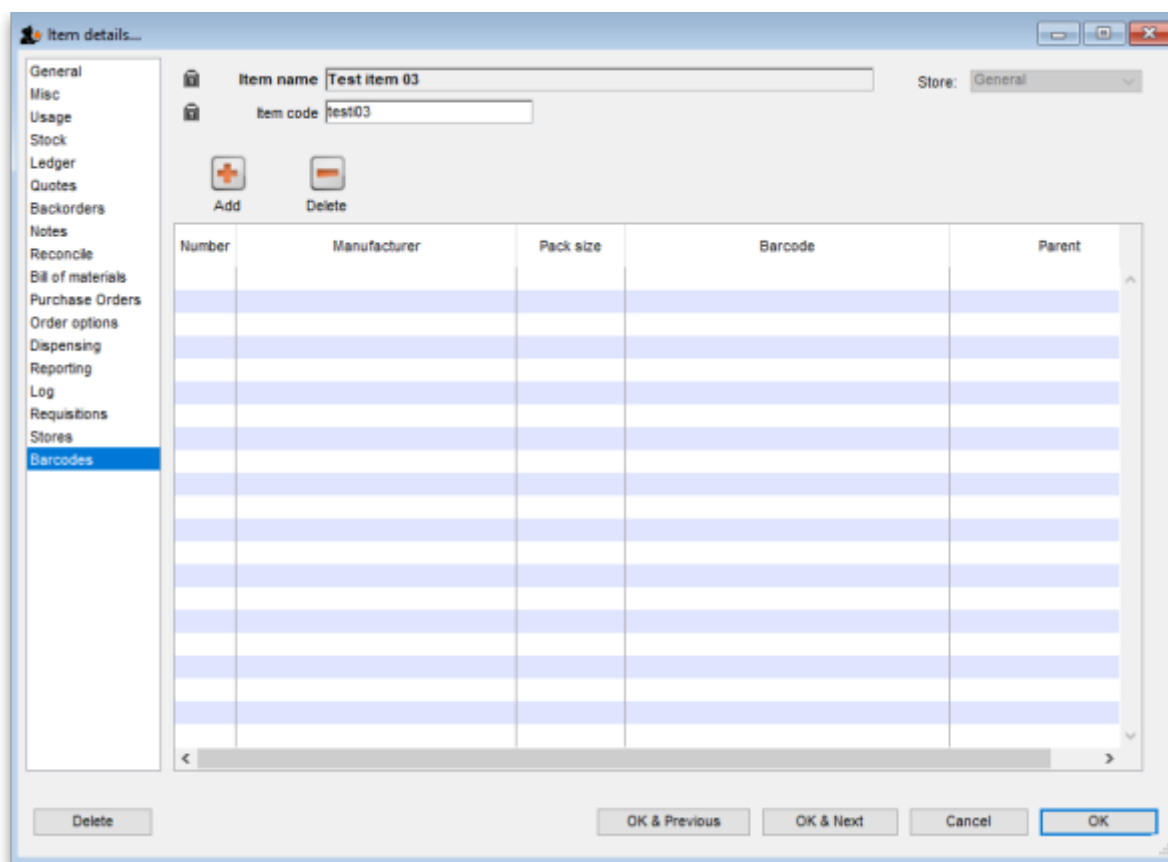 Item details...
General
Misc
Usage
Stock
Ledger
Quotes
Backorders
Notes
Reconcile
Bill of materials
Purchase Orders
Order options
Dispensing
Reporting
Log
Requisitions
Stores
Barcodes
Item name Test item 03
Store: General
Item code testi03
Add Delete
Number Manufacturer Pack size Barcode Parent
Delete OK & Previous OK & Next Cancel OK